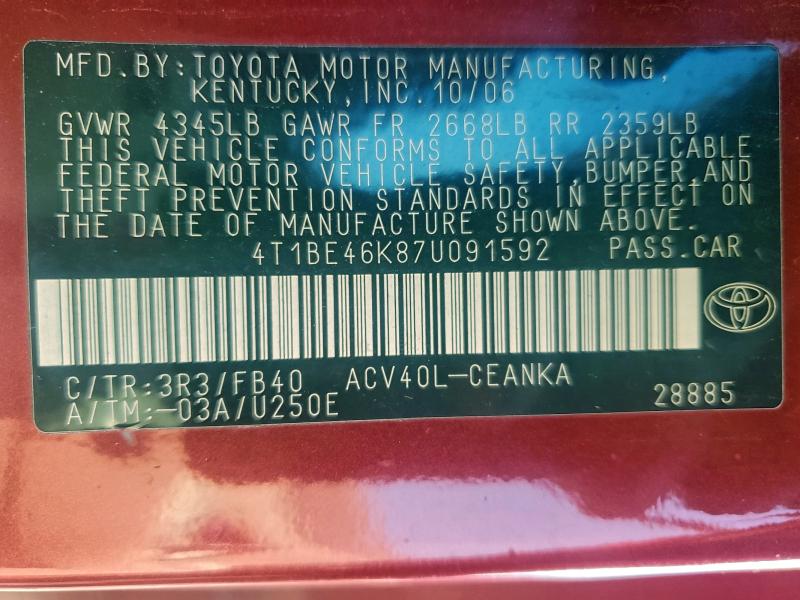 MFD.BY:TOYOTA MOTOR MANUFACTURING,
KENTUCKY,INC.10/06
GVWR 4345LB GAWR FR 2668LB RR 2359LB
THIS VEHICLE CONFORMS TO ALL APPLICABLE
FEDERAL MOTOR VEHICLE SAFETY,BUMPER,AND
THEFT PREVENTION STANDARDS IN EFFECT ON
THE DATE OF MANUFACTURE SHOWN ABOVE.
4T1BE46K87U091592 PASS.CAR
C/TR:3R3/FB40 ACV40L-CEANKA
A/TM:-03A/U250E 28885